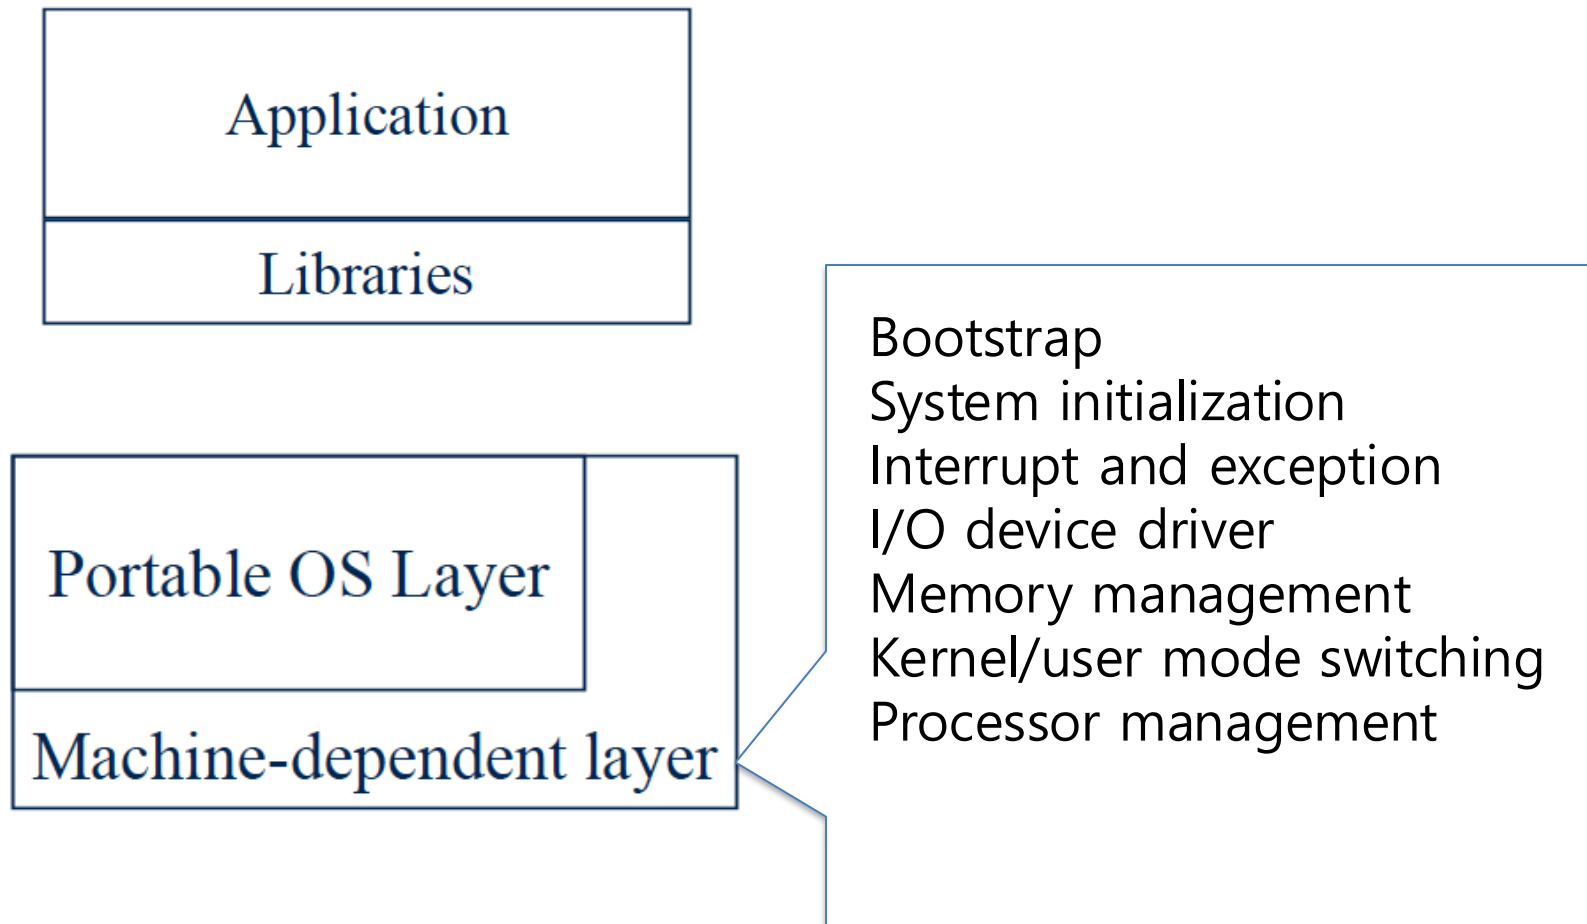 Application
Libraries
Portable OS Layer
Machine-dependent layer
Bootstrap
System initialization
Interrupt and exception
I/O device driver
Memory management
Kernel/user mode switching
Processor management